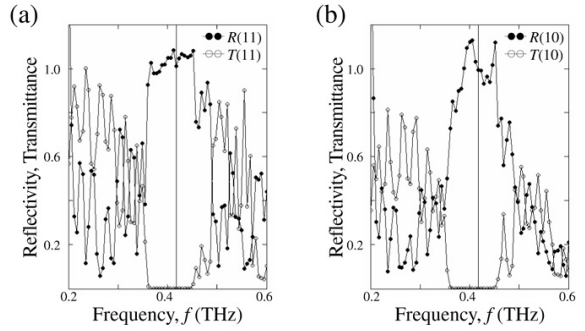 (a)
R(11)
T(11)
Reflectivity, Transmittance
1.0
0.6
0.2
0.2 0.4 0.6
Frequency, f (THz)
(b)
R(10)
T(10)
Reflectivity, Transmittance
1.0
0.6
0.2
0.2 0.4 0.6
Frequency, f (THz)